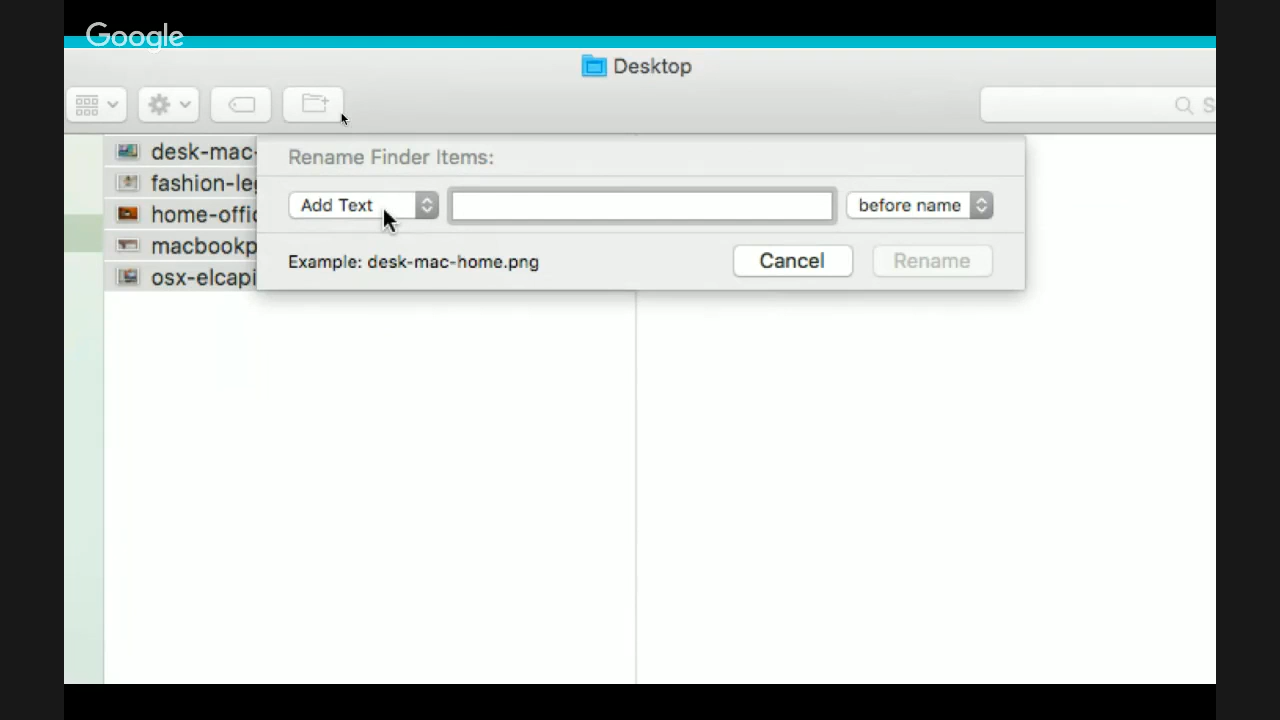 Google
Desktop
S
desk-mac-
Rename Finder Items:
fashion-le
Add Text
before name
home-offi
macbookp
Example: desk-mac-home.png
Cancel
Rename
osx-elcapi